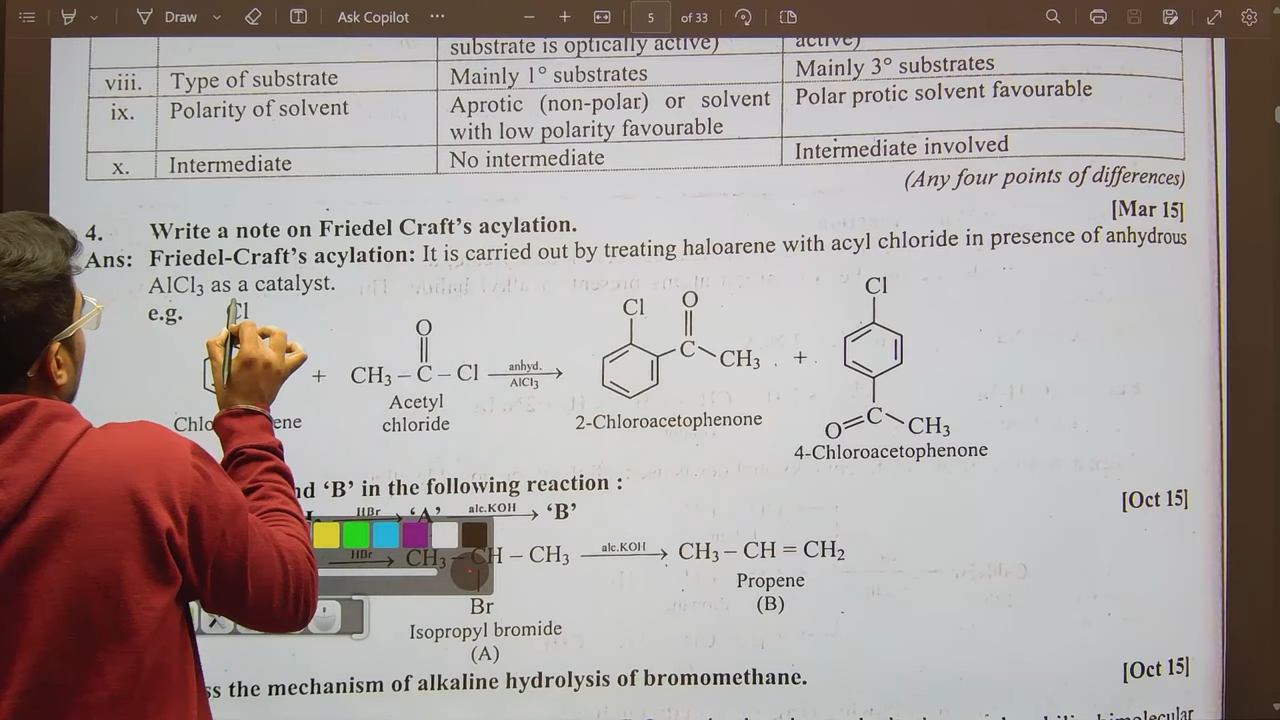 Draw
Ask Copilot
5 of 33
substrate is optically active) active)
viii. Type of substrate Mainly 1° substrates Mainly 3° substrates
ix. Polarity of solvent Aprotic (non-polar) or solvent with low polarity favourable Polar protic solvent favourable
x. Intermediate No intermediate Intermediate involved
(Any four points of differences)
4. Write a note on Friedel Craft's acylation. [Mar 15]
Ans: Friedel-Craft's acylation: It is carried out by treating haloarene with acyl chloride in presence of anhydrous
AlCl₃ as a catalyst.
e.g. Cl
+ CH₃ – C – Cl
O
anhyd.
AlCl₃
Acetyl
chloride
Cl
O
C
CH₃
2-Chloroacetophenone
+
Cl
O
C
CH₃
4-Chloroacetophenone
'B' in the following reaction : [Oct 15]
HBr 'A' alc.KOH 'B'
HBr CH₃ – CH – CH₃ alc.KOH CH₃ – CH = CH₂
Br
Isopropyl bromide
(A)
Propene
(B)
the mechanism of alkaline hydrolysis of bromomethane. [Oct 15]
bimolecular